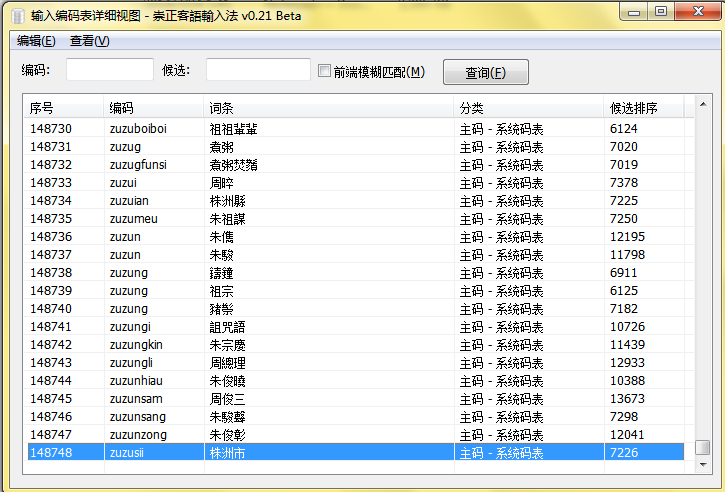 输入编码表详细视图 - 崇正客語輸入法 v0.21 Beta
编辑(E) 查看(V)
编码: 候选: 前端模糊匹配(M) 查询(F)
序号 编码 词条 分类 候选排序
148730 zuzuboiboi 祖祖輩輩 主码 - 系统码表 6124
148731 zuzug 煮粥 主码 - 系统码表 7020
148732 zuzugfunsi 煮粥焚鬚 主码 - 系统码表 7019
148733 zuzui 周晬 主码 - 系统码表 7378
148734 zuzuian 株洲縣 主码 - 系统码表 7225
148735 zuzumeu 朱祖謀 主码 - 系统码表 7250
148736 zuzun 朱儁 主码 - 系统码表 12195
148737 zuzun 朱駿 主码 - 系统码表 11798
148738 zuzung 鑄鐘 主码 - 系统码表 6911
148739 zuzung 祖宗 主码 - 系统码表 6125
148740 zuzung 豬鬃 主码 - 系统码表 7182
148741 zuzungi 詛咒語 主码 - 系统码表 10726
148742 zuzungkin 朱宗慶 主码 - 系统码表 11439
148743 zuzungli 周總理 主码 - 系统码表 12933
148744 zuzunhiau 朱俊曉 主码 - 系统码表 10388
148745 zuzunsam 周俊三 主码 - 系统码表 13673
148746 zuzunsang 朱駿聲 主码 - 系统码表 7298
148747 zuzunzong 朱俊彰 主码 - 系统码表 12041
148748 zuzusii 株洲市 主码 - 系统码表 7226